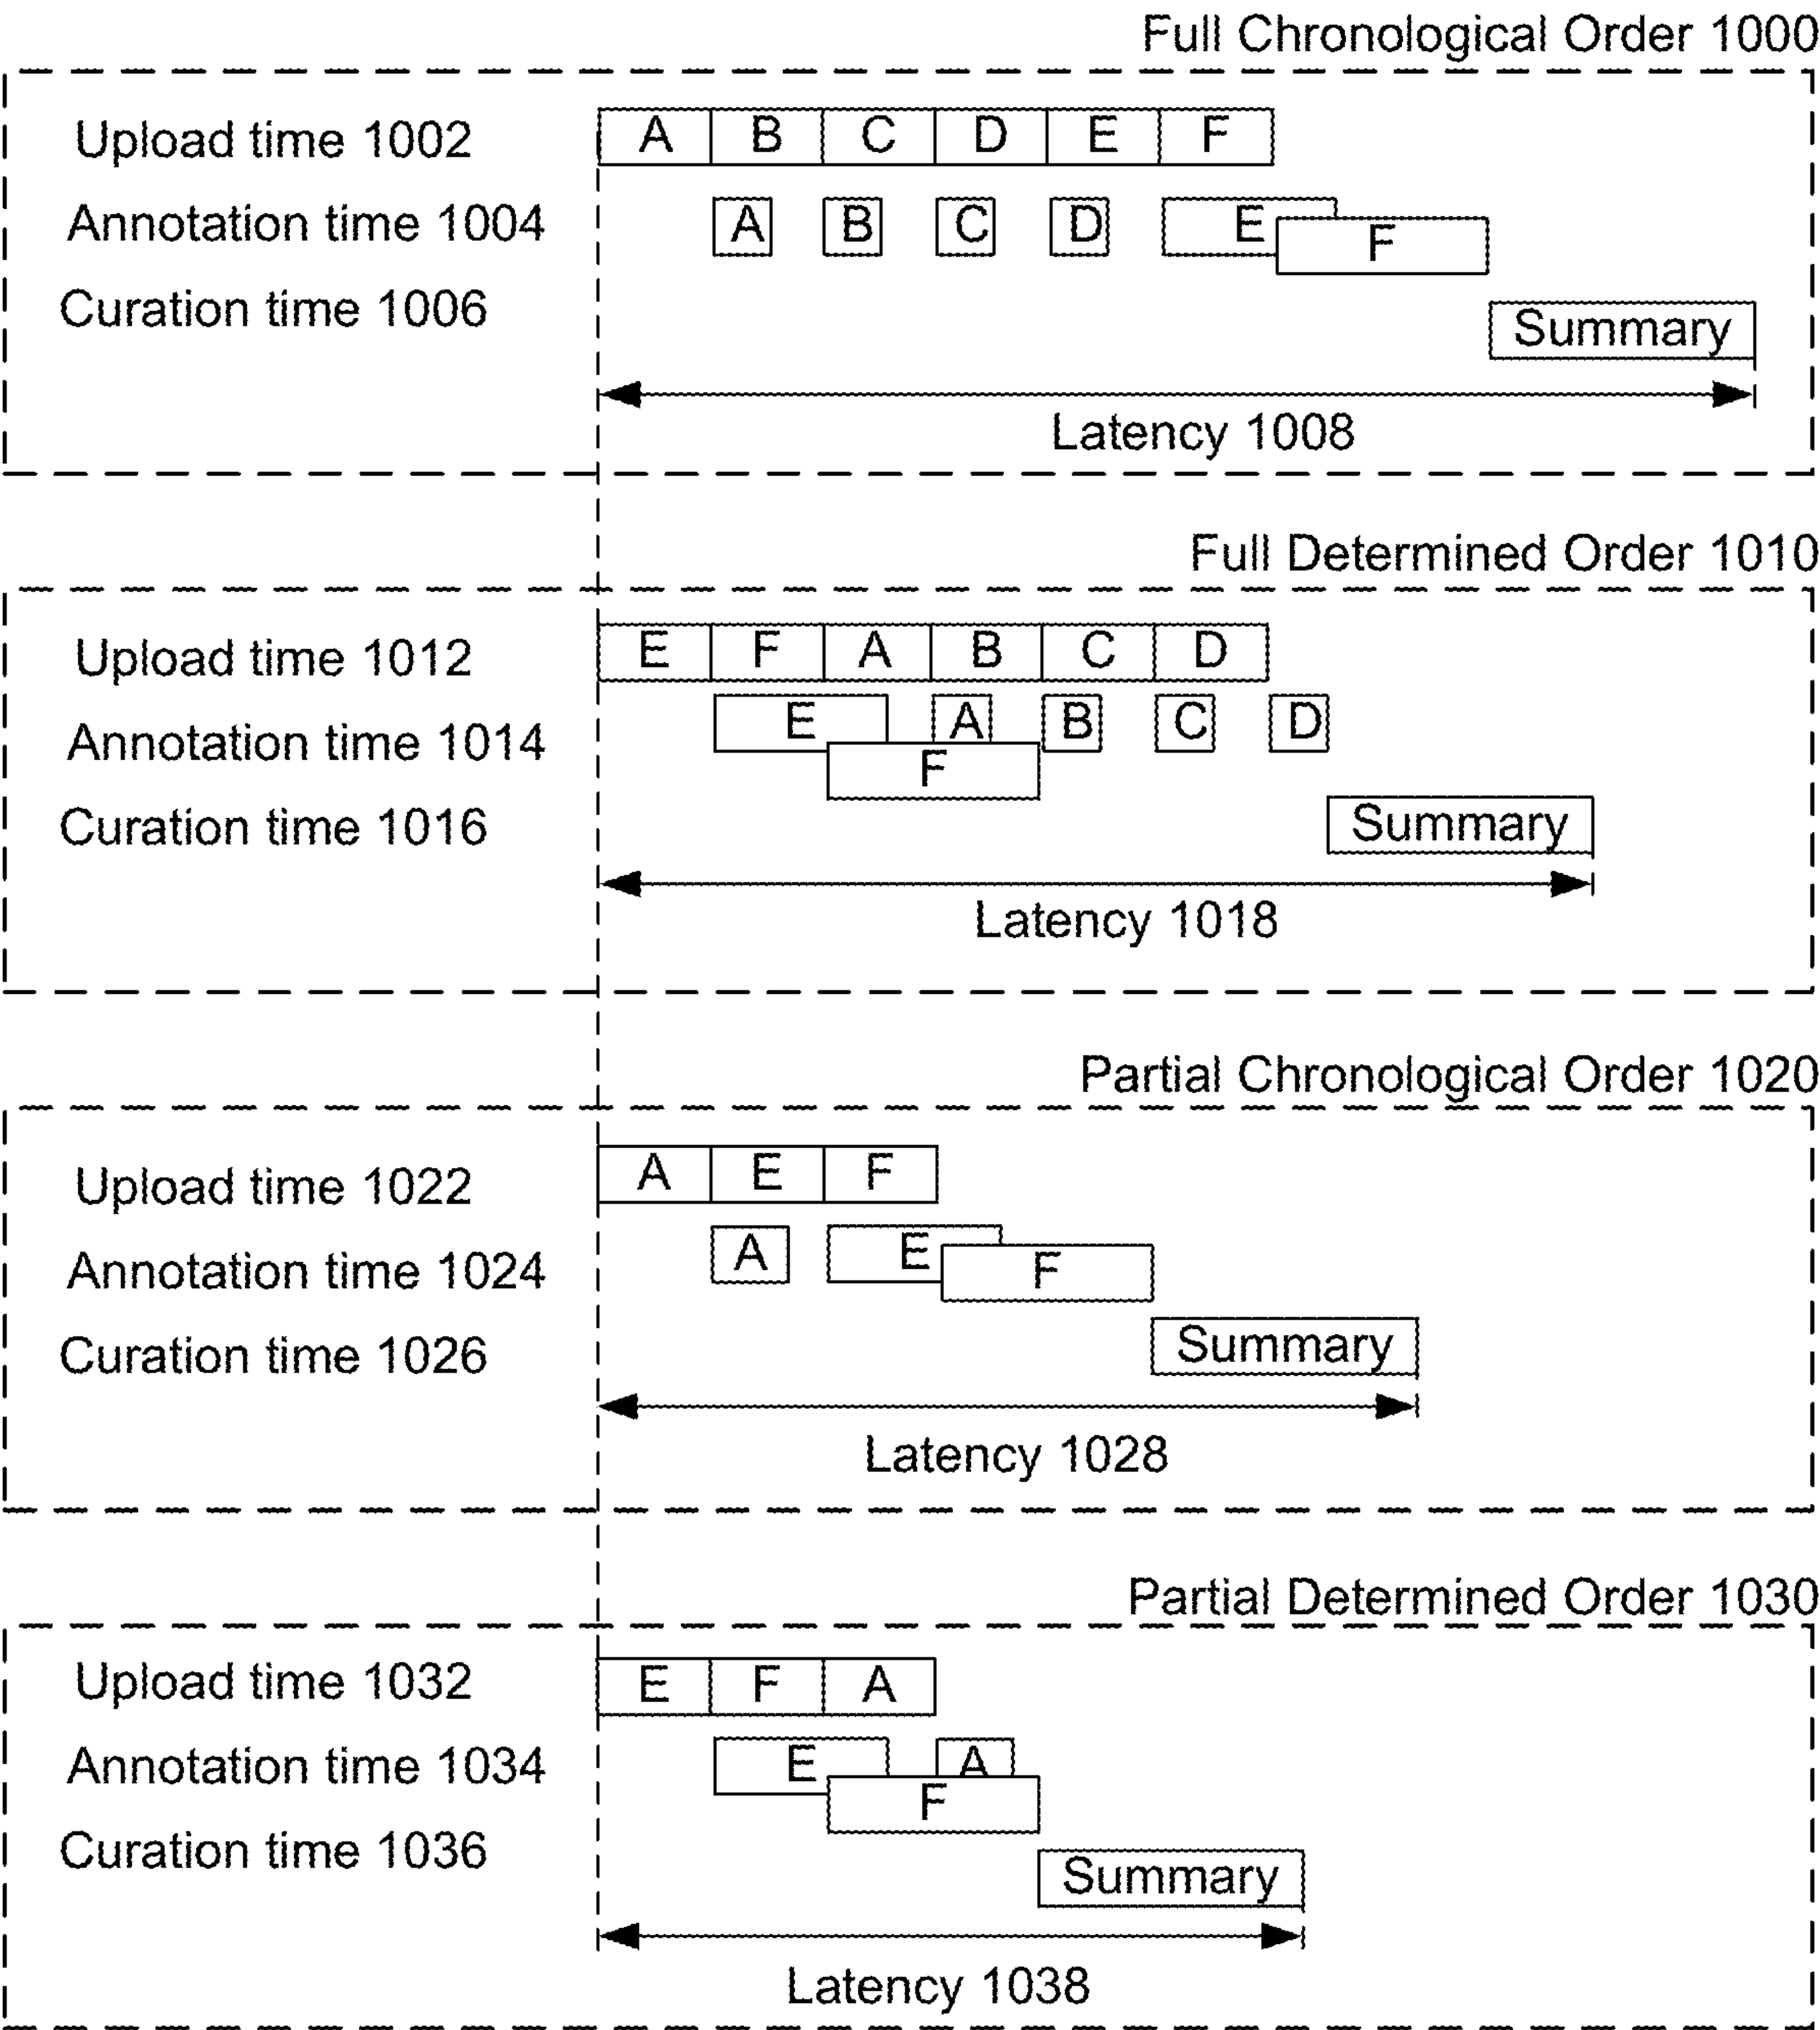 Full Chronological Order 1000
Upload time 1002 A B C D E F
Annotation time 1004 A B C D E F
Curation time 1006 Summary
Latency 1008
Full Determined Order 1010
Upload time 1012 E F A B C D
Annotation time 1014 E A B C D
F
Curation time 1016 Summary
Latency 1018
Partial Chronological Order 1020
Upload time 1022 A E F
Annotation time 1024 A E F
Curation time 1026 Summary
Latency 1028
Partial Determined Order 1030
Upload time 1032 E F A
Annotation time 1034 E A
F
Curation time 1036 Summary
Latency 1038